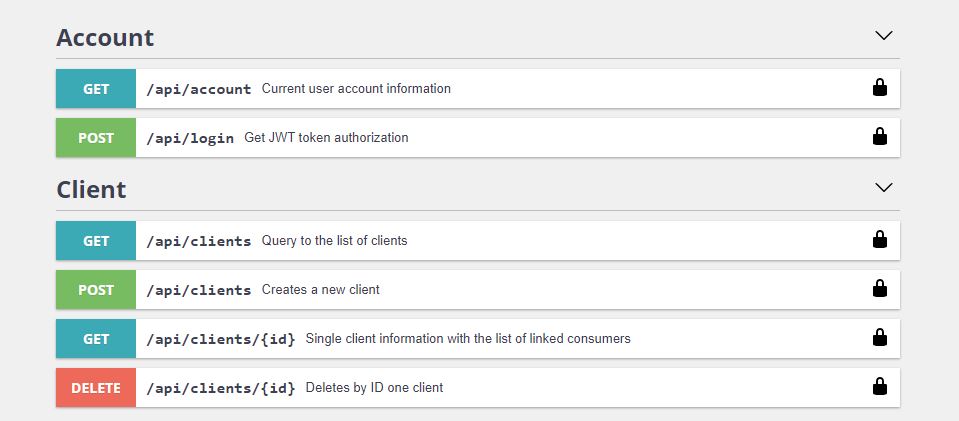 Account
GET /api/account Current user account information
POST /api/login Get JWT token authorization
Client
GET /api/clients Query to the list of clients
POST /api/clients Creates a new client
GET /api/clients/{id} Single client information with the list of linked consumers
DELETE /api/clients/{id} Deletes by ID one client